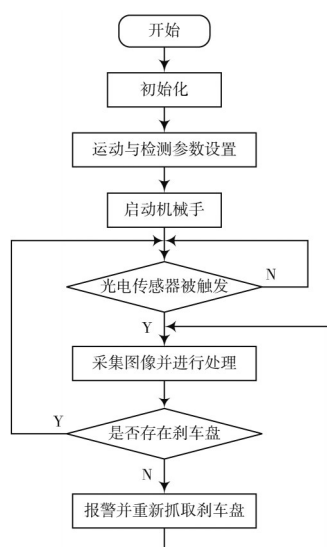 开始
初始化
运动与检测参数设置
启动机械手
光电传感器被触发
N
Y
采集图像并进行处理
Y
是否存在刹车盘
N
报警并重新抓取刹车盘